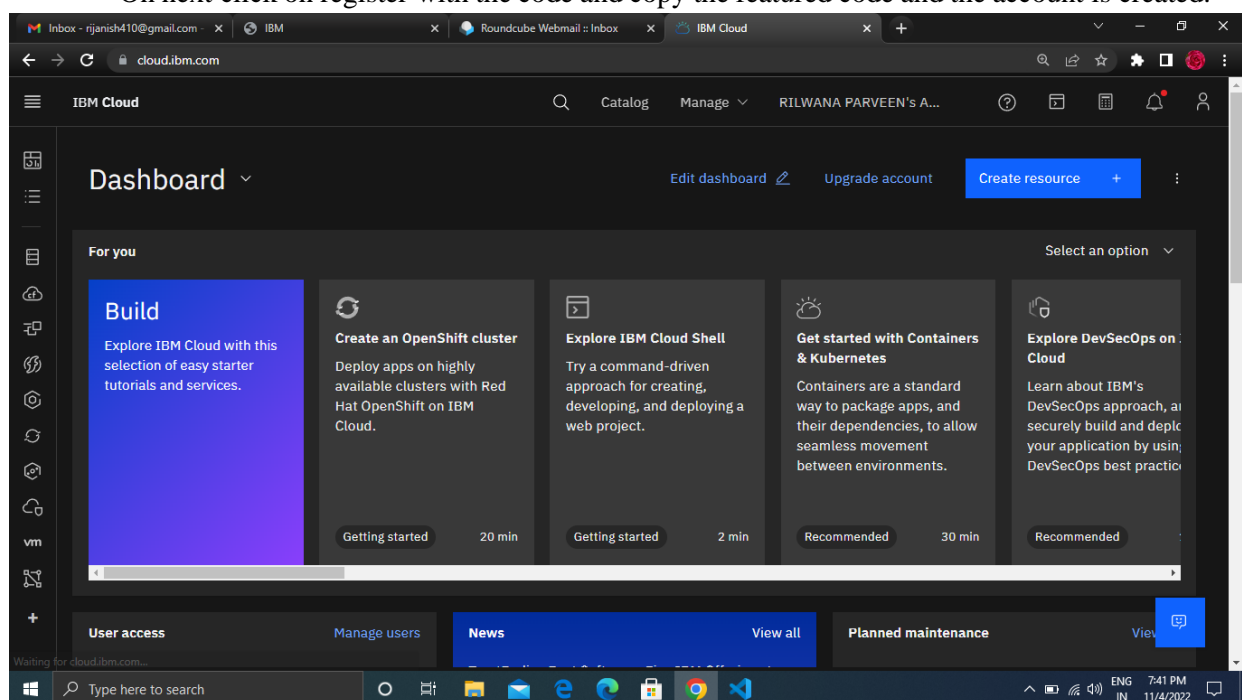 On next click on register with the code and copy the featured code and the account is created.
Inbox - rijanish410@gmail.com -
IBM
Roundcube Webmail :: Inbox
IBM Cloud
cloud.ibm.com
IBM Cloud
Catalog
Manage
RILWANA PARVEEN's A...
Dashboard
Edit dashboard
Upgrade account
Create resource +
For you
Select an option
Build
Explore IBM Cloud with this
selection of easy starter
tutorials and services.
Create an OpenShift cluster
Deploy apps on highly
available clusters with Red
Hat OpenShift on IBM
Cloud.
Getting started 20 min
Explore IBM Cloud Shell
Try a command-driven
approach for creating,
developing, and deploying a
web project.
Getting started 2 min
Get started with Containers
& Kubernetes
Containers are a standard
way to package apps, and
their dependencies, to allow
seamless movement
between environments.
Recommended 30 min
Explore DevSecOps on
Cloud
Learn about IBM's
DevSecOps approach,
securely build and
your application by
DevSecOps best
Recommended
vm
User access
Manage users
News
View all
Planned maintenance
Waiting for cloud.ibm.com...
Type here to search
ENG
IN
7:41 PM
11/4/2022